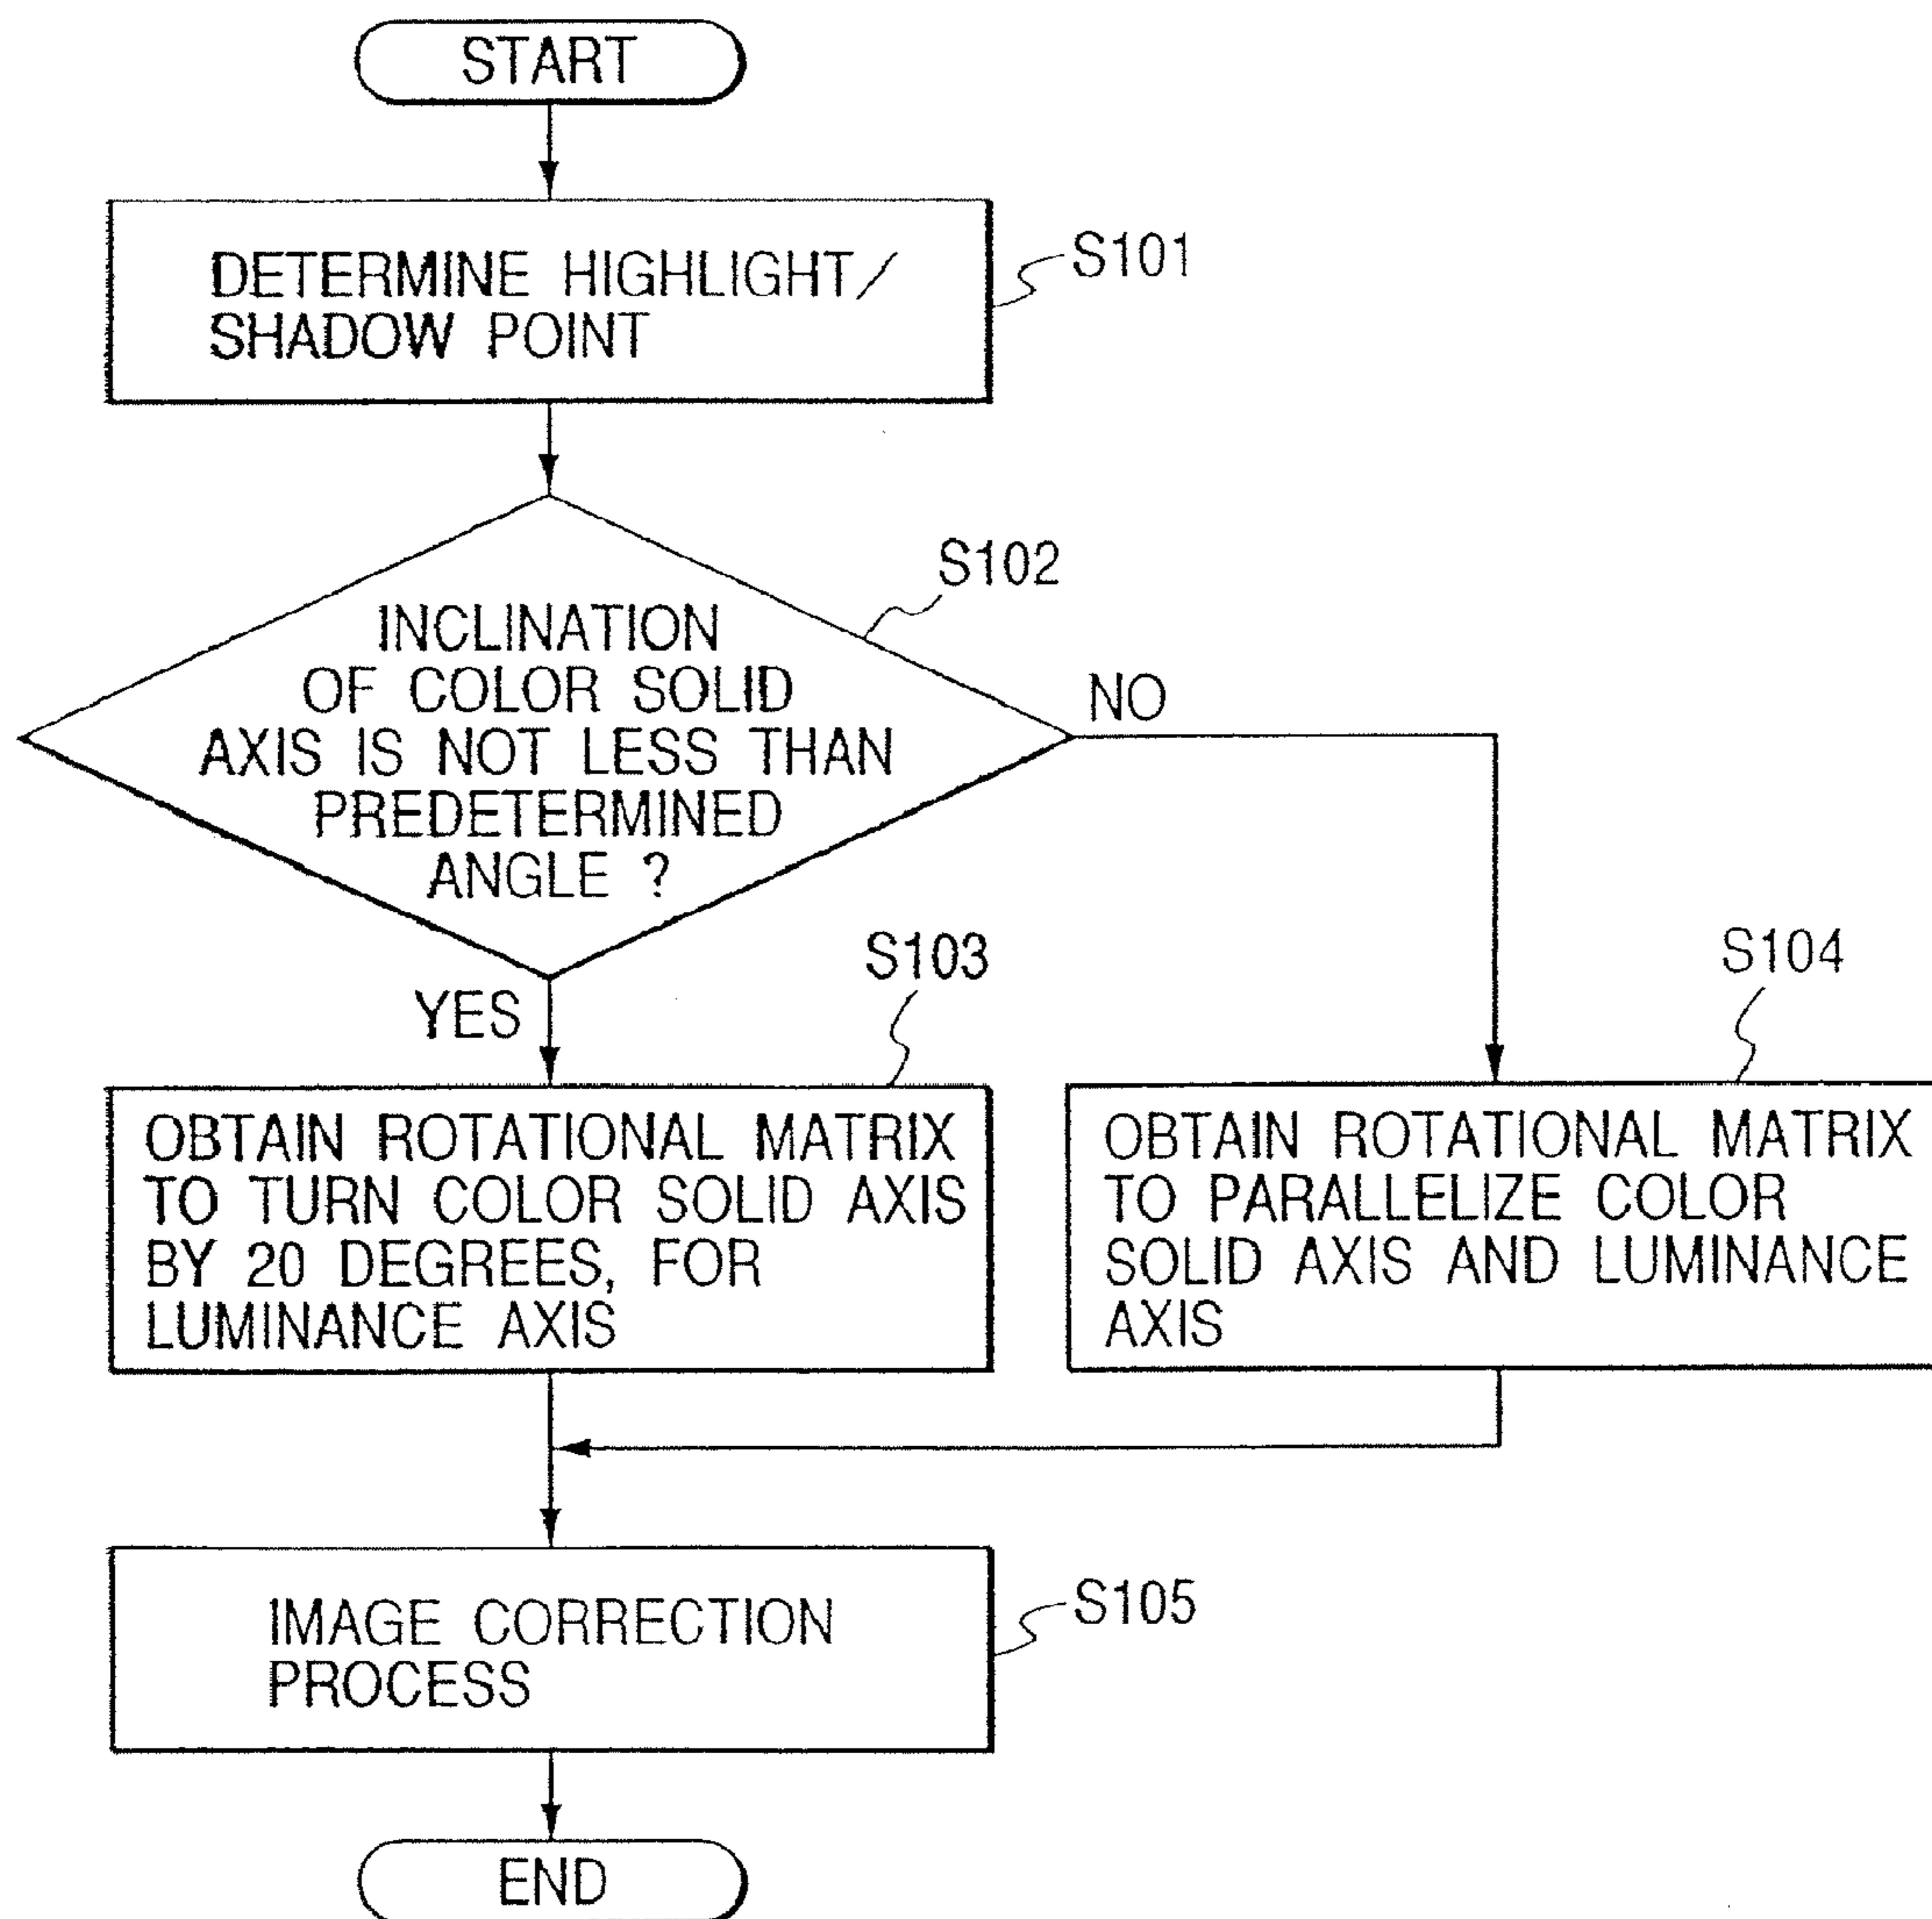 START
DETERMINE HIGHLIGHT/
SHADOW POINT
S101
S102
INCLINATION
OF COLOR SOLID
AXIS IS NOT LESS THAN
PREDETERMINED
ANGLE ?
NO
YES
S103
OBTAIN ROTATIONAL MATRIX
TO TURN COLOR SOLID AXIS
BY 20 DEGREES, FOR
LUMINANCE AXIS
S104
OBTAIN ROTATIONAL MATRIX
TO PARALLELIZE COLOR
SOLID AXIS AND LUMINANCE
AXIS
IMAGE CORRECTION
PROCESS
S105
END